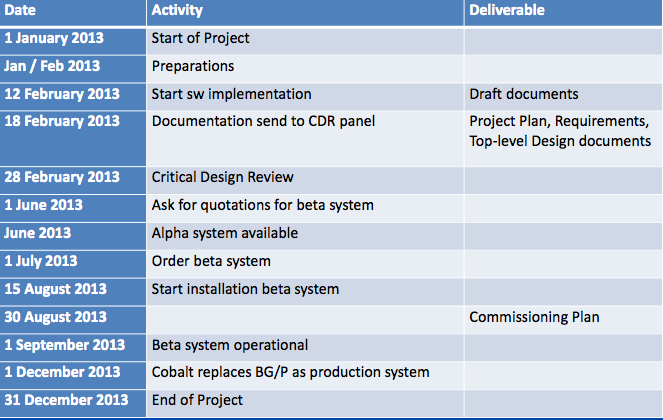 Date Activity Deliverable
1 January 2013 Start of Project
Jan / Feb 2013 Preparations
12 February 2013 Start sw implementation Draft documents
18 February 2013 Documentation send to CDR panel Project Plan, Requirements,
Top-level Design documents
28 February 2013 Critical Design Review
1 June 2013 Ask for quotations for beta system
June 2013 Alpha system available
1 July 2013 Order beta system
15 August 2013 Start installation beta system
30 August 2013 Commissioning Plan
1 September 2013 Beta system operational
1 December 2013 Cobalt replaces BG/P as production system
31 December 2013 End of Project